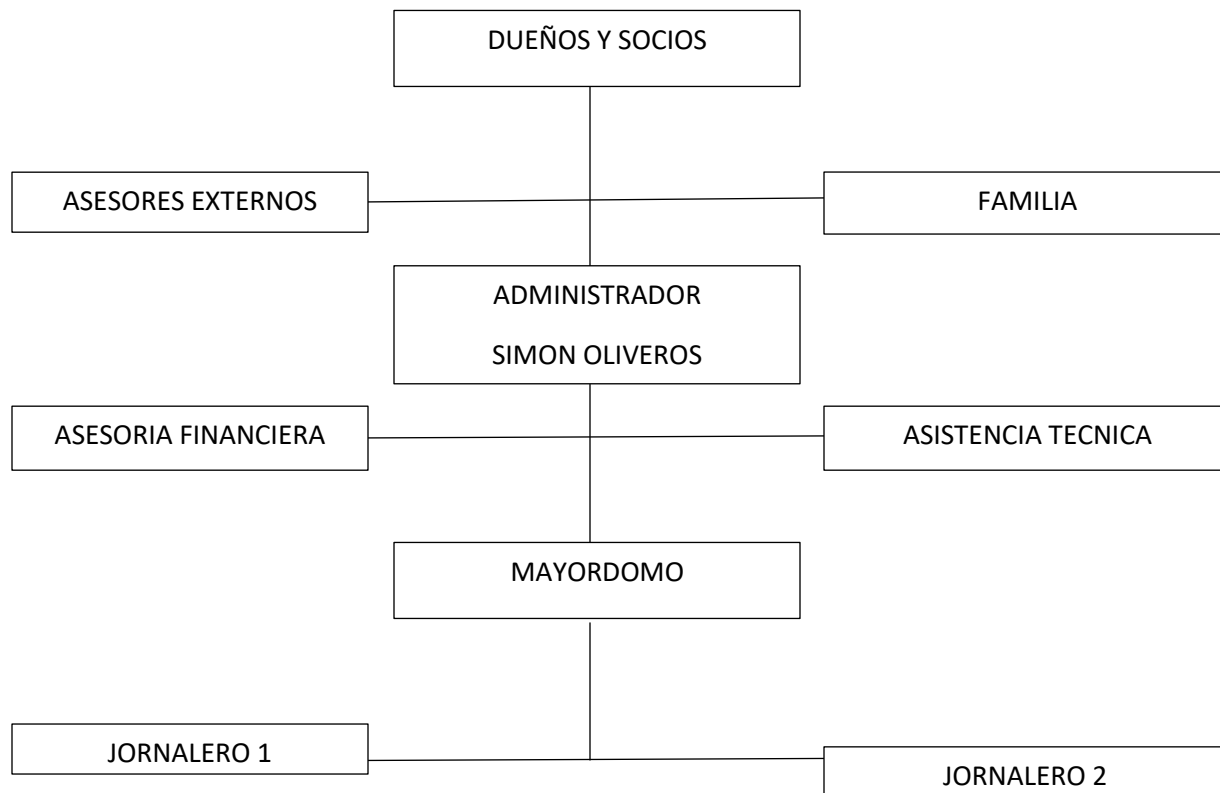 DUEÑOS Y SOCIOS
ASESORES EXTERNOS
FAMILIA
ADMINISTRADOR
SIMON OLIVEROS
ASESORIA FINANCIERA
ASISTENCIA TECNICA
MAYORDOMO
JORNALERO 1
JORNALERO 2